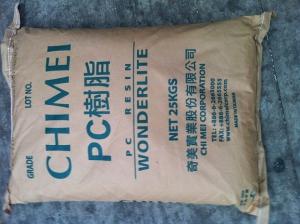 GRADE
LOT NO.
CHIMEI
PC樹脂
PC RESIN
WONDERLITE
NET 25KGS
奇美實業股份有限公司
CHI MEI CORPORATION